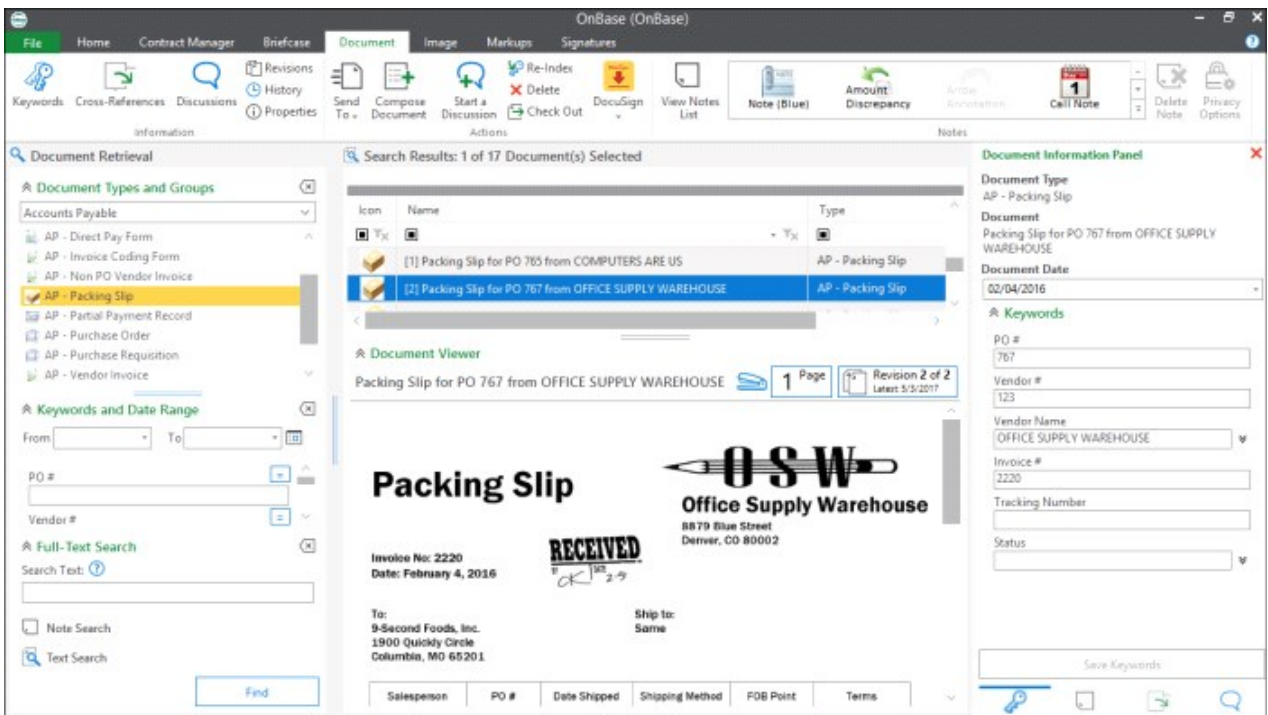 OnBase (OnBase)
File Home Contract Manager Briefcase Document Image Markups Signatures
Keywords
Cross-References
Discussions
Revisions
History
Properties
Information
Send To
Compose Document
Start a Discussion
Re-Index
Delete
Check Out
DocuSign
Actions
View Notes List
Note (Blue)
Amount Discrepancy
Arrow Annotation
Call Note
Delete Note
Privacy Options
Notes
Document Retrieval
Document Types and Groups
Accounts Payable
AP - Direct Pay Form
AP - Invoice Coding Form
AP - Non PO Vendor Invoice
AP - Packing Slip
AP - Partial Payment Record
AP - Purchase Order
AP - Purchase Requisition
AP - Vendor Invoice
Keywords and Date Range
From To
PO #
Vendor #
Full-Text Search
Search Text:
Note Search
Text Search
Find
Search Results: 1 of 17 Document(s) Selected
Icon Name Type
[1] Packing Slip for PO 765 from COMPUTERS ARE US AP - Packing Slip
[2] Packing Slip for PO 767 from OFFICE SUPPLY WAREHOUSE AP - Packing Slip
Document Viewer
Packing Slip for PO 767 from OFFICE SUPPLY WAREHOUSE
1 Page
Revision 2 of 2
Latest 5/3/2017
Packing Slip
OSW
Office Supply Warehouse
8879 Blue Street
Denver, CO 80002
Invoice No: 2220
Date: February 4, 2016
RECEIVED
BY DATE
OK 2-9
To:
9-Second Foods, Inc.
1900 Quickly Circle
Columbia, MO 65201
Ship to:
Same
Salesperson PO # Date Shipped Shipping Method FOB Point Terms
Document Information Panel
Document Type
AP - Packing Slip
Document
Packing Slip for PO 767 from OFFICE SUPPLY
WAREHOUSE
Document Date
02/04/2016
Keywords
PO #
767
Vendor #
123
Vendor Name
OFFICE SUPPLY WAREHOUSE
Invoice #
2220
Tracking Number
Status
Save Keywords